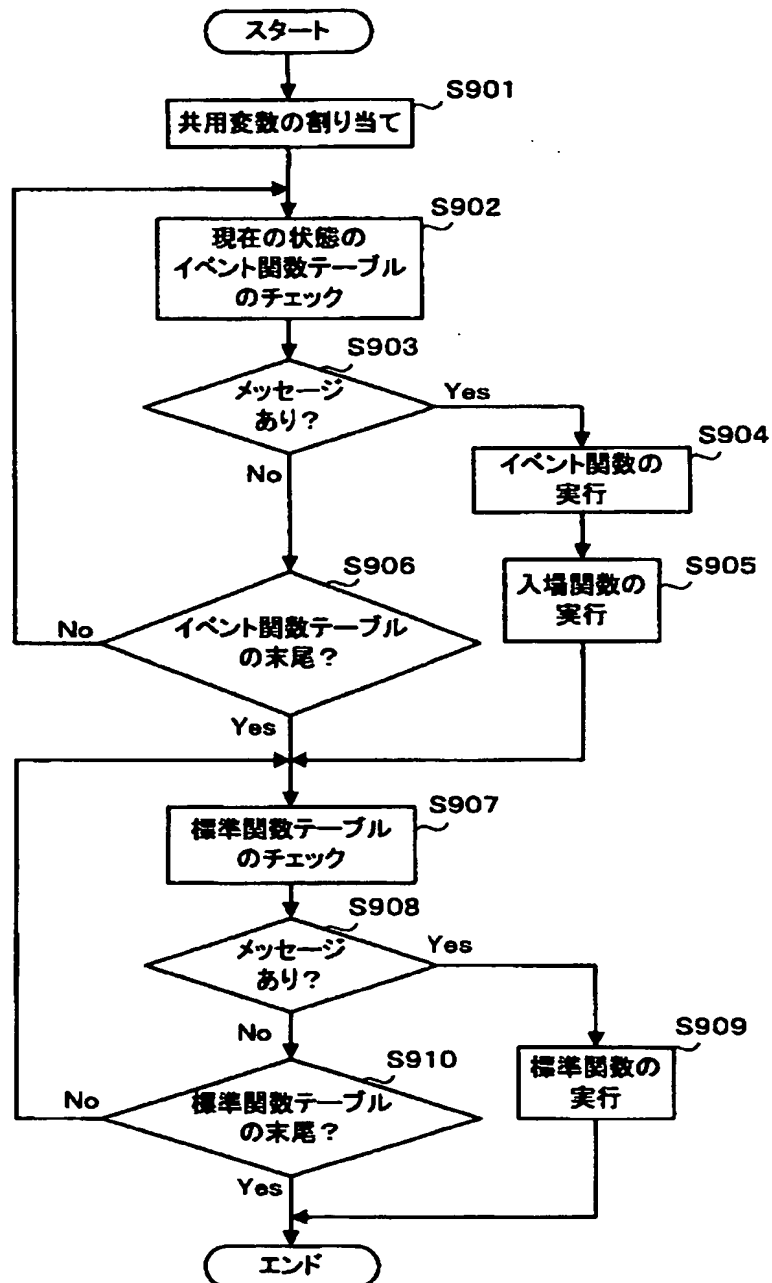 スタート
S901
共用変数の割り当て
S902
現在の状態の
イベント関数テーブル
のチェック
S903
メッセージ
あり？
Yes
No
S904
イベント関数の
実行
S905
入場関数の
実行
S906
イベント関数テーブル
の末尾？
No
Yes
S907
標準関数テーブル
のチェック
S908
メッセージ
あり？
Yes
No
S909
標準関数の
実行
S910
標準関数テーブル
の末尾？
No
Yes
エンド